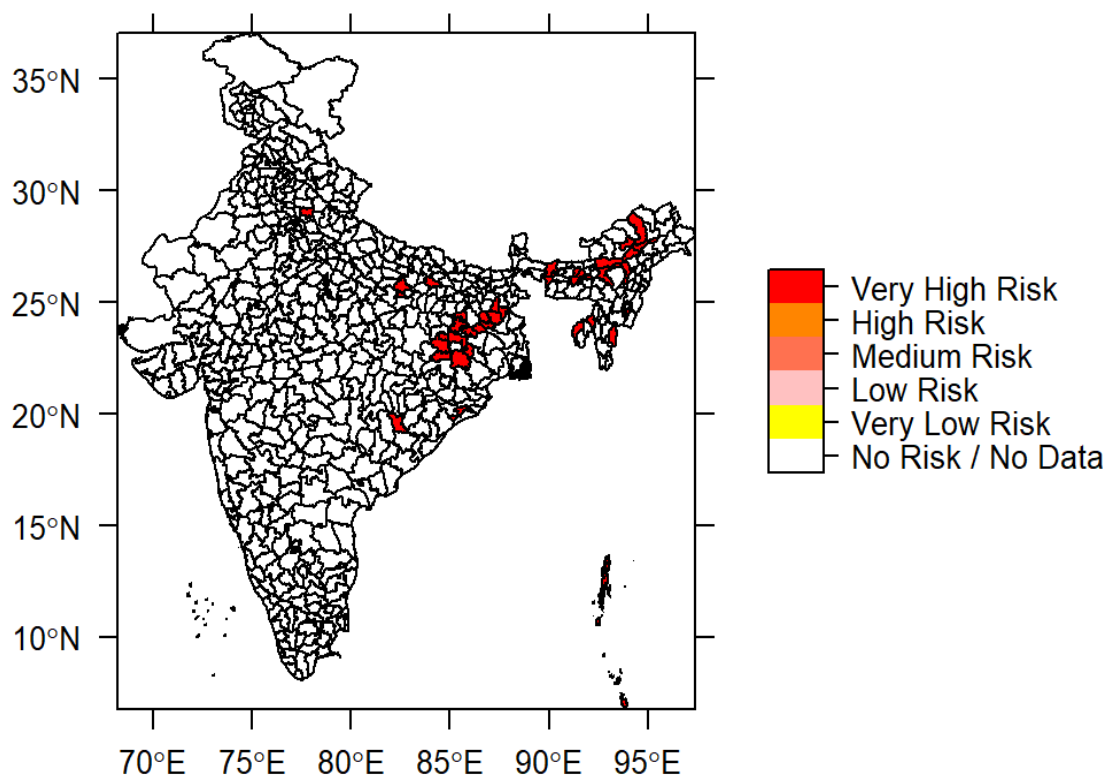 35°N
30°N
25°N
20°N
15°N
10°N
70°E 75°E 80°E 85°E 90°E 95°E
Very High Risk
High Risk
Medium Risk
Low Risk
Very Low Risk
No Risk / No Data